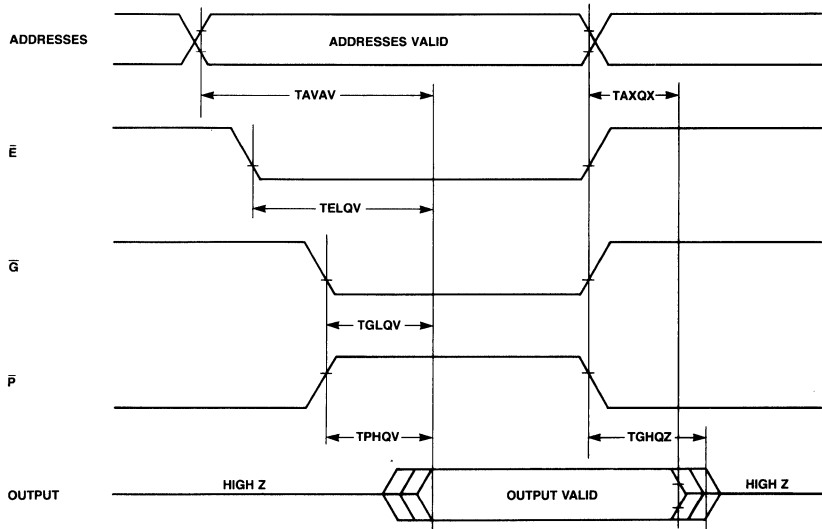 ADDRESSES
ADDRESSES VALID
TAVAV
TAXQX
E̅
TELQV
G̅
TGLQV
P̅
TPHQV
TGHQZ
OUTPUT
HIGH Z
OUTPUT VALID
HIGH Z